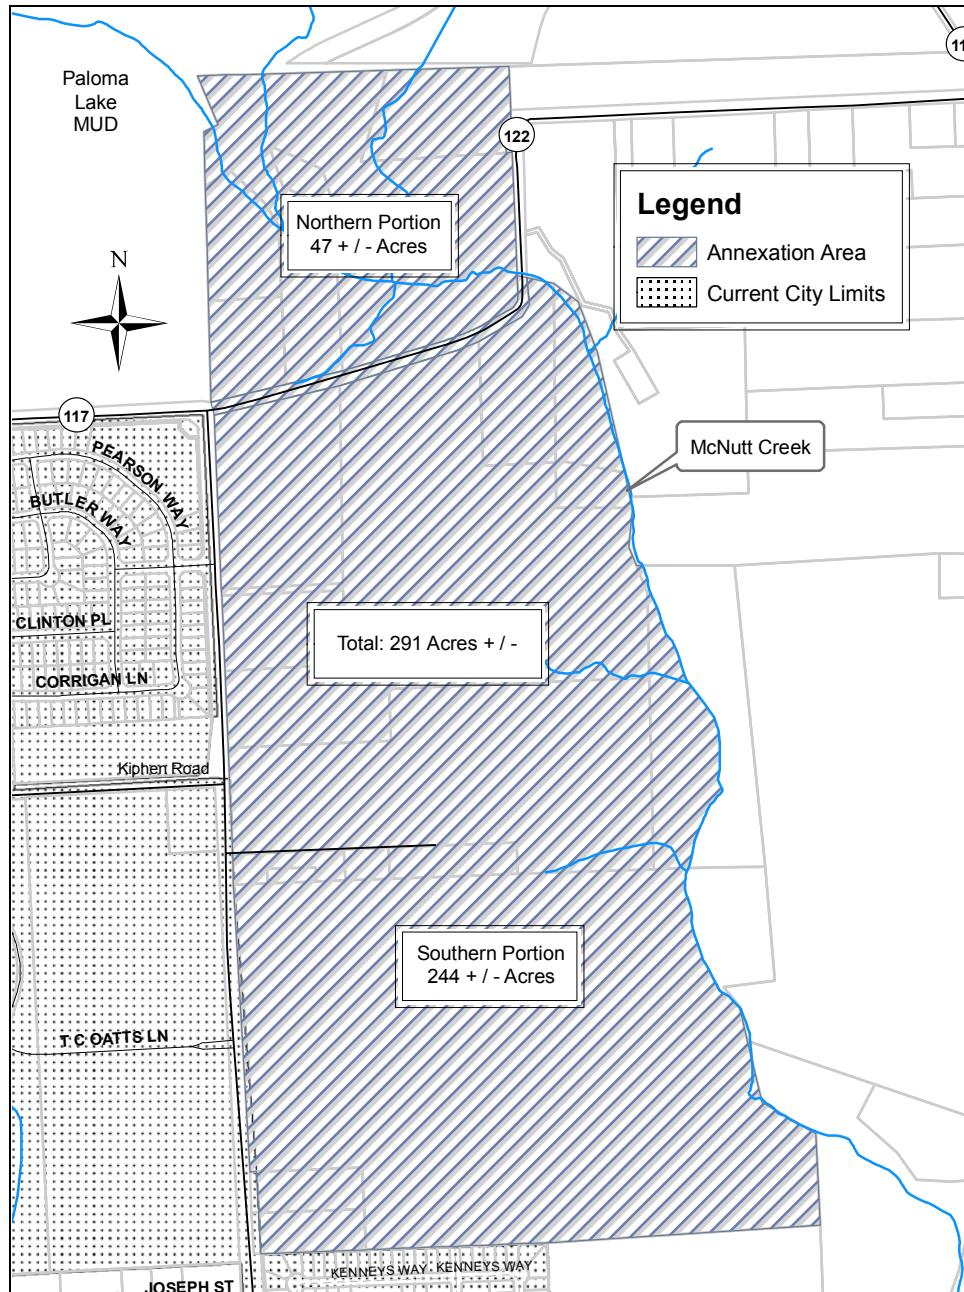 11
Paloma
Lake
MUD
122
Legend
Annexation Area
Current City Limits
Northern Portion
47 + / - Acres
N
117
McNutt Creek
PEARSON WAY
BUTLER WAY
CLINTON PL
CORRIGAN LN
Total: 291 Acres + / -
Kiphen Road
Southern Portion
244 + / - Acres
T C OATTS LN
KENNEYS WAY KENNEYS WAY
JOSEPH ST